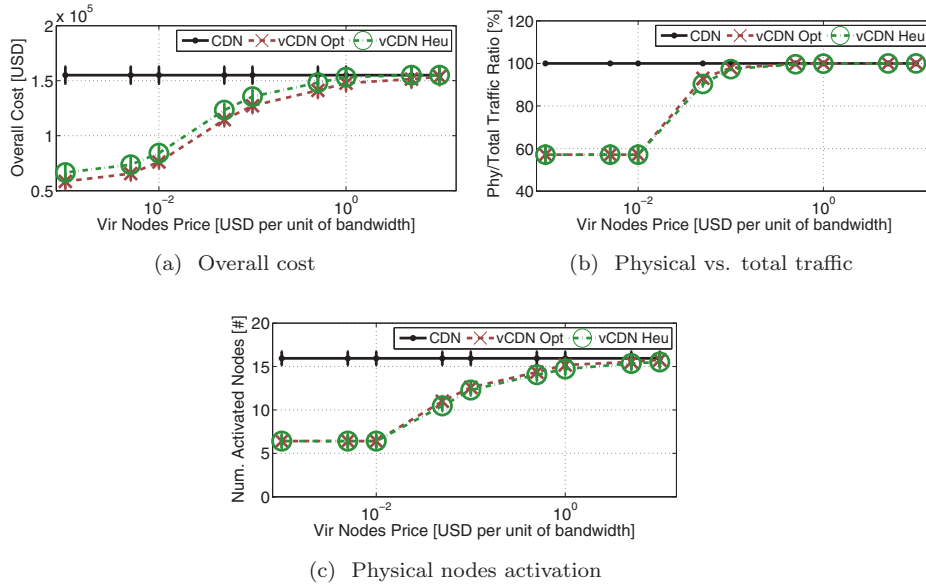 2 x 10^5
CDN vCDN Opt vCDN Heu
1.5
1
0.5
10^-2 10^0
Overall Cost [USD]
Vir Nodes Price [USD per unit of bandwidth]
(a) Overall cost
120
CDN vCDN Opt vCDN Heu
100
80
60
40
10^-2 10^0
Phy/Total Traffic Ratio [%]
Vir Nodes Price [USD per unit of bandwidth]
(b) Physical vs. total traffic
20
CDN vCDN Opt vCDN Heu
15
10
5
0
10^-2 10^0
Num. Activated Nodes [#]
Vir Nodes Price [USD per unit of bandwidth]
(c) Physical nodes activation